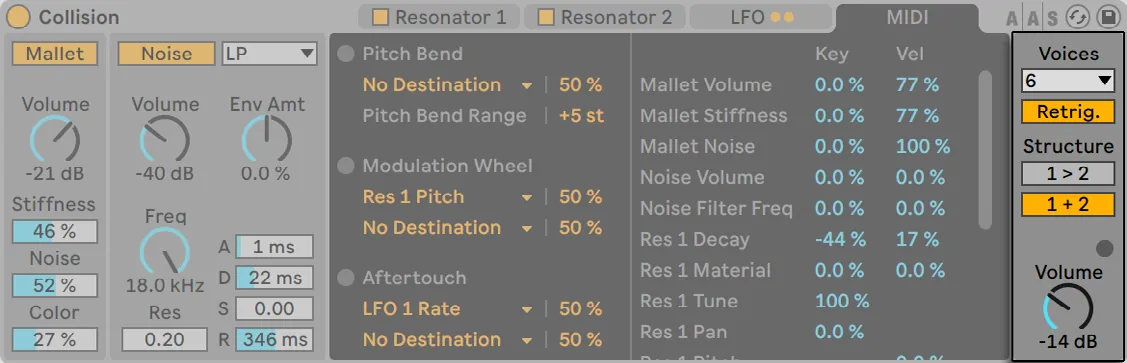 Collision
Resonator 1
Resonator 2
LFO
MIDI
A A S
Mallet
Volume
-21 dB
Stiffness
46 %
Noise
52 %
Color
27 %
Noise
LP
Volume
-40 dB
Env Amt
0.0 %
Freq
18.0 kHz
Res
0.20
A 1 ms
D 22 ms
S 0.00
R 346 ms
Pitch Bend
No Destination 50 %
Pitch Bend Range +5 st
Modulation Wheel
Res 1 Pitch 50 %
No Destination 50 %
Aftertouch
LFO 1 Rate 50 %
No Destination 50 %
Key Vel
Mallet Volume 0.0 % 77 %
Mallet Stiffness 0.0 % 77 %
Mallet Noise 0.0 % 100 %
Noise Volume 0.0 % 0.0 %
Noise Filter Freq 0.0 % 0.0 %
Res 1 Decay -44 % 17 %
Res 1 Material 0.0 % 0.0 %
Res 1 Tune 100 %
Res 1 Pan 0.0 %
Res 1 Pitch 0.0 %
Voices
6
Retrig.
Structure
1 > 2
1 + 2
Volume
-14 dB